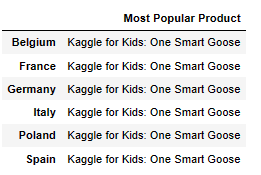 Most Popular Product
Belgium Kaggle for Kids: One Smart Goose
France Kaggle for Kids: One Smart Goose
Germany Kaggle for Kids: One Smart Goose
Italy Kaggle for Kids: One Smart Goose
Poland Kaggle for Kids: One Smart Goose
Spain Kaggle for Kids: One Smart Goose